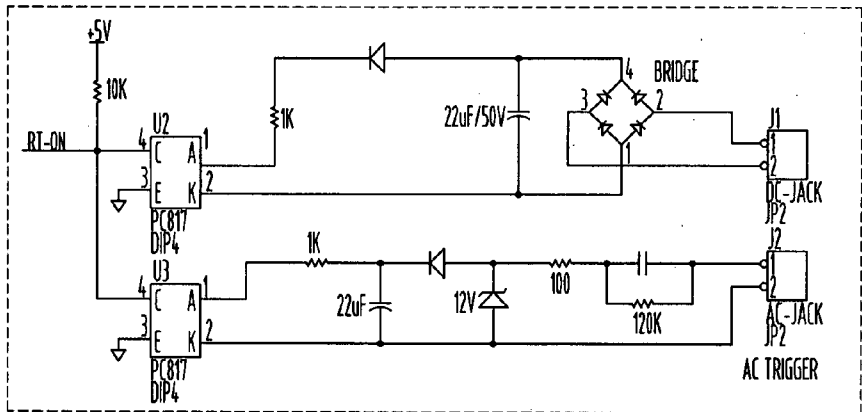 +5V
10K
RT-ON
U2
4 C A 1
3 E K 2
PC817
DIP4
1K
22uF/50V
4
BRIDGE
3
2
1
J1
1
2
DC-JACK
JP2
U3
4 C A 1
3 E K 2
PC817
DIP4
1K
22uF
12V
100
120K
J2
1
2
AC-JACK
JP2
AC TRIGGER